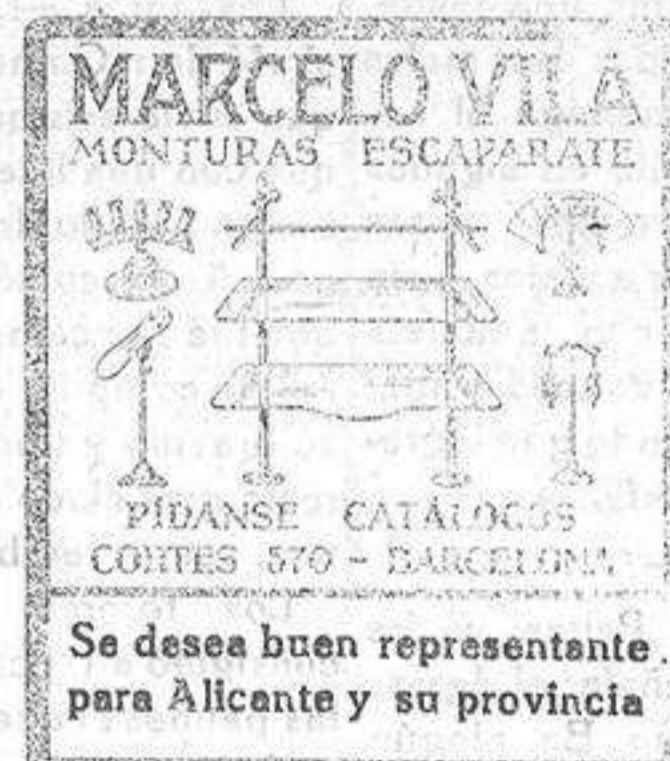 MARCELO VILA
MONTURAS ESCAPARATE
PÍDANSE CATÁLOGOS
CORTES 570 - BARCELONA
Se desea buen representante
para Alicante y su provincia